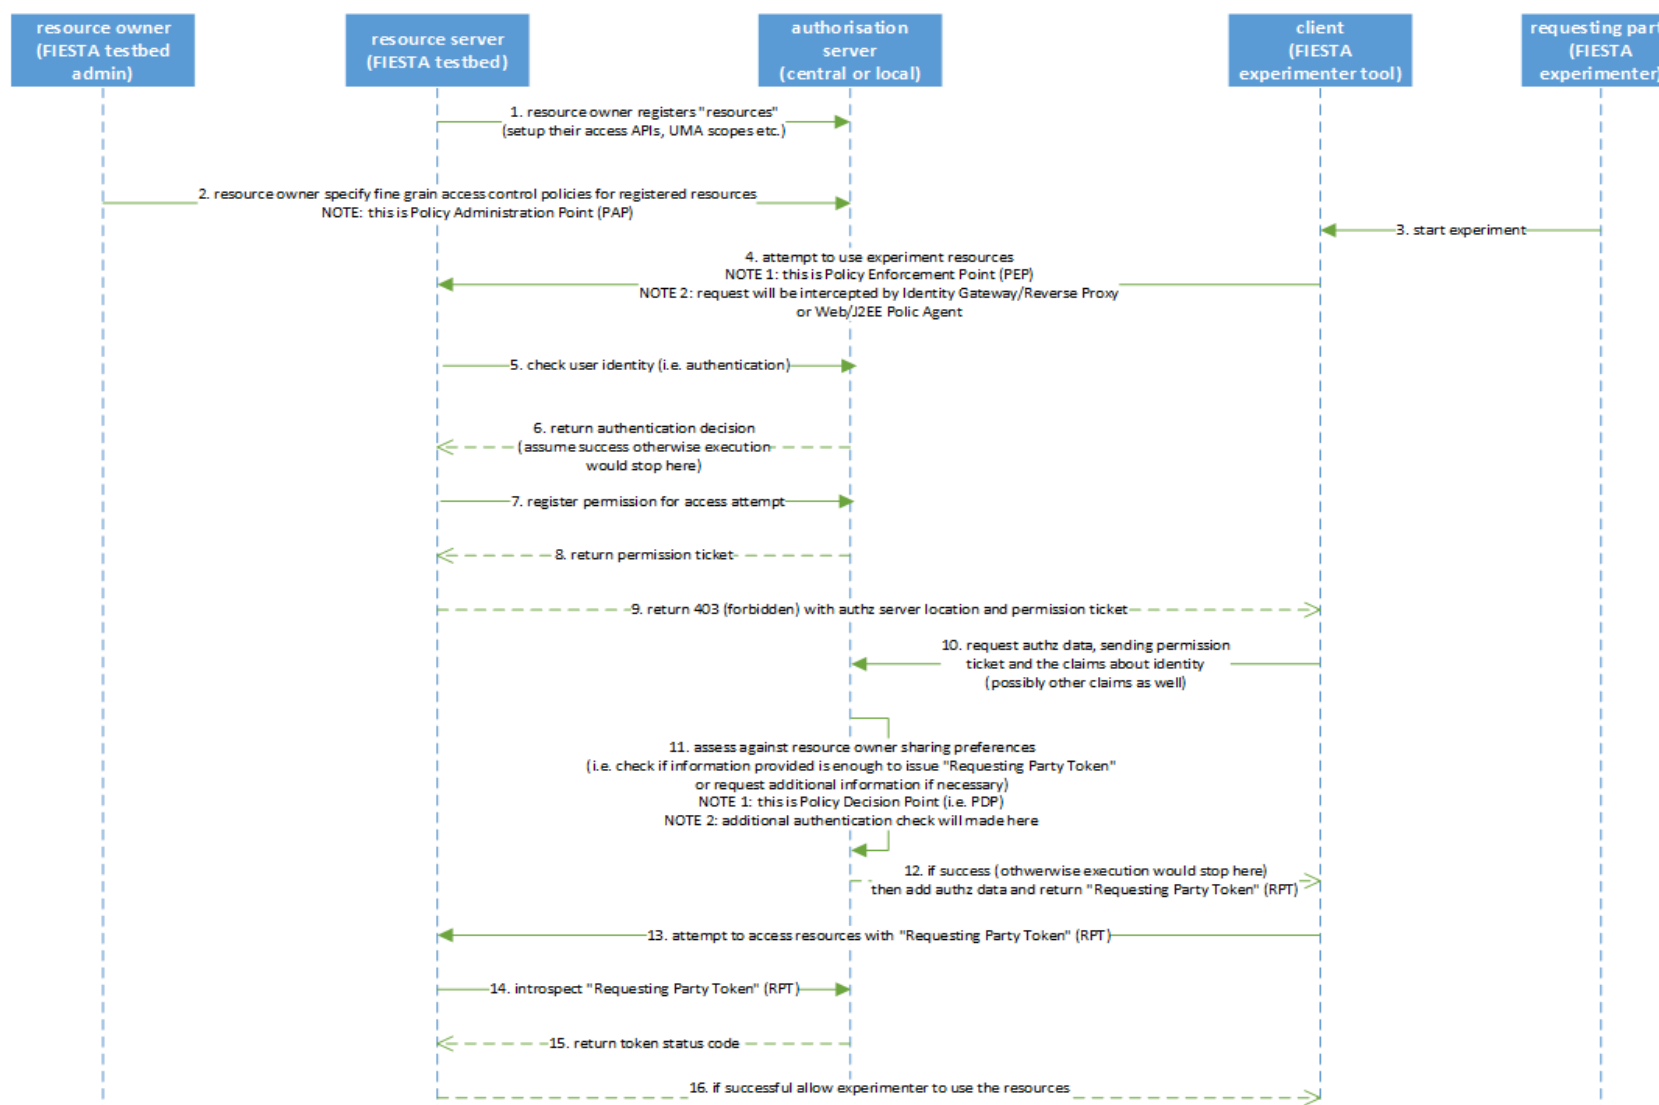 resource owner
(FIESTA testbed
admin)
resource server
(FIESTA testbed)
authorisation
server
(central or local)
client
(FIESTA
experimenter tool)
requesting part
(FIESTA
experimenter)
1. resource owner registers "resources"
(setup their access APIs, UMA scopes etc.)
2. resource owner specify fine grain access control policies for registered resources
NOTE: this is Policy Administration Point (PAP)
3. start experiment
4. attempt to use experiment resources
NOTE 1: this is Policy Enforcement Point (PEP)
NOTE 2: request will be intercepted by Identity Gateway/Reverse Proxy
or Web/J2EE Polic Agent
5. check user identity (i.e. authentication)
6. return authentication decision
(assume success otherwise execution
would stop here)
7. register permission for access attempt
8. return permission ticket
9. return 403 (forbidden) with authz server location and permission ticket
10. request authz data, sending permission
ticket and the claims about identity
(possibly other claims as well)
11. assess against resource owner sharing preferences
(i.e. check if information provided is enough to issue "Requesting Party Token"
or request additional information if necessary)
NOTE 1: this is Policy Decision Point (i.e. PDP)
NOTE 2: additional authentication check will made here
12. if success (othwerwise execution would stop here)
then add authz data and return "Requesting Party Token" (RPT)
13. attempt to access resources with "Requesting Party Token" (RPT)
14. introspect "Requesting Party Token" (RPT)
15. return token status code
16. if successful allow experimenter to use the resources